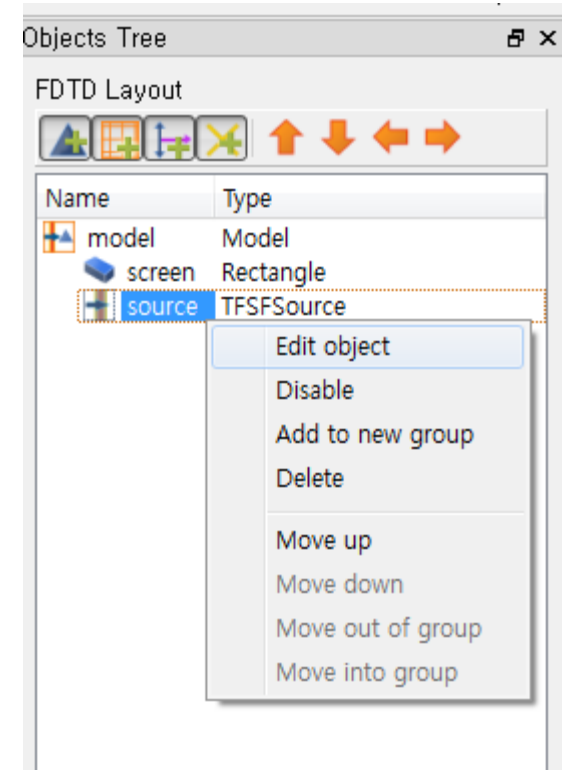 Objects Tree
FDTD Layout
Name Type
model Model
screen Rectangle
source TFSFSource
Edit object
Disable
Add to new group
Delete
Move up
Move down
Move out of group
Move into group